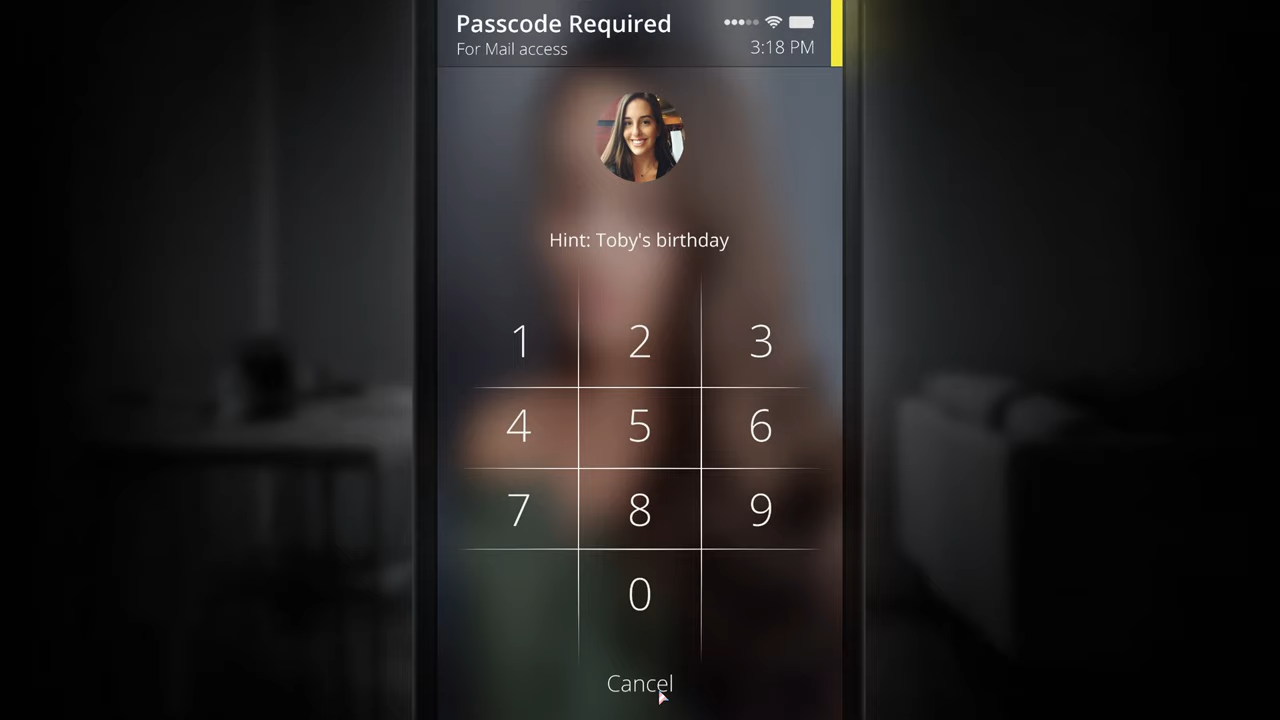 Passcode Required
For Mail access
3:18 PM
Hint: Toby's birthday
1 2 3
4 5 6
7 8 9
0
Cancel